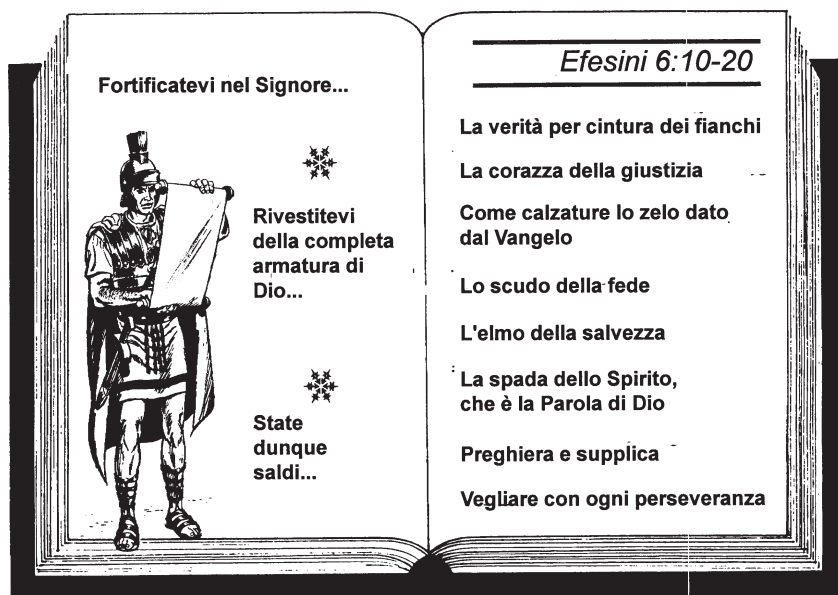 Fortificatevi nel Signore...
Rivestitevi
della completa
armatura di
Dio...
State
dunque
saldi...
Efesini 6:10-20
La verità per cintura dei fianchi
La corazza della giustizia
Come calzature lo zelo dato
dal Vangelo
Lo scudo della fede
L'elmo della salvezza
La spada dello Spirito,
che è la Parola di Dio
Preghiera e supplica
Vegliare con ogni perseveranza